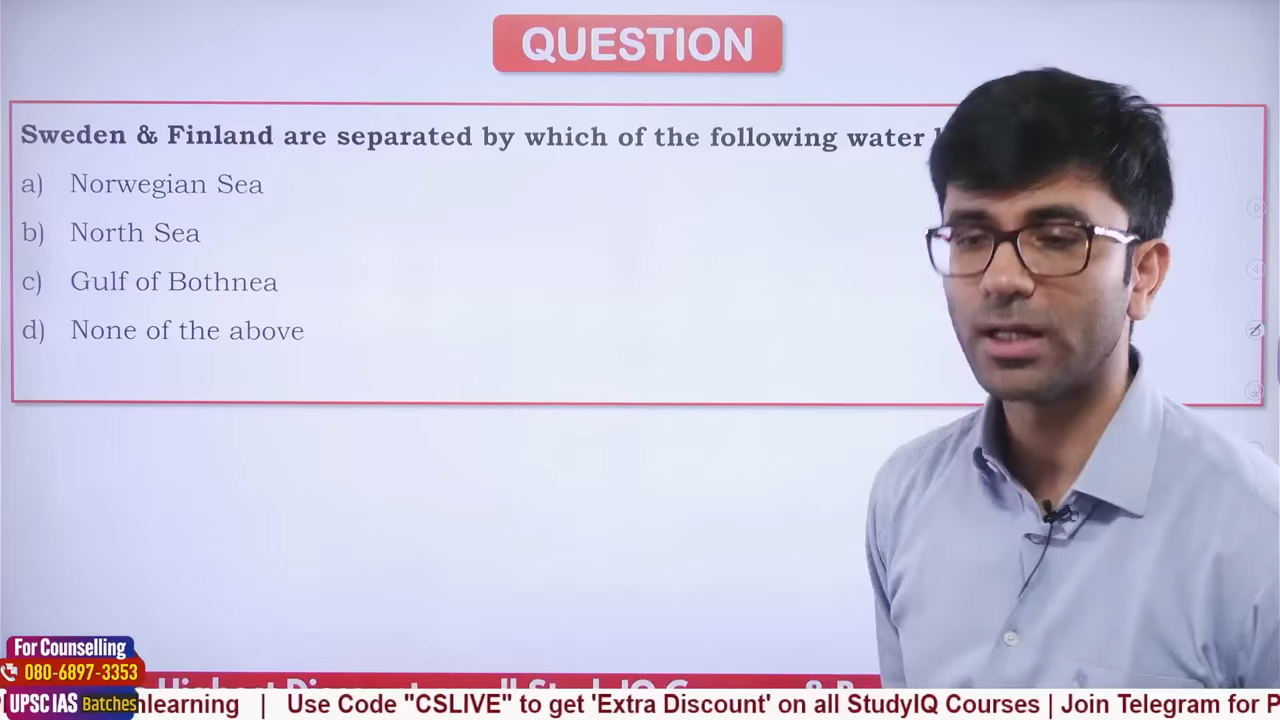 QUESTION
Sweden & Finland are separated by which of the following water
a) Norwegian Sea
b) North Sea
c) Gulf of Bothnea
d) None of the above
For Counselling
080-6897-3353
UPSC IAS Batches
learning | Use Code "CSLIVE" to get 'Extra Discount' on all StudyIQ Courses | Join Telegram for